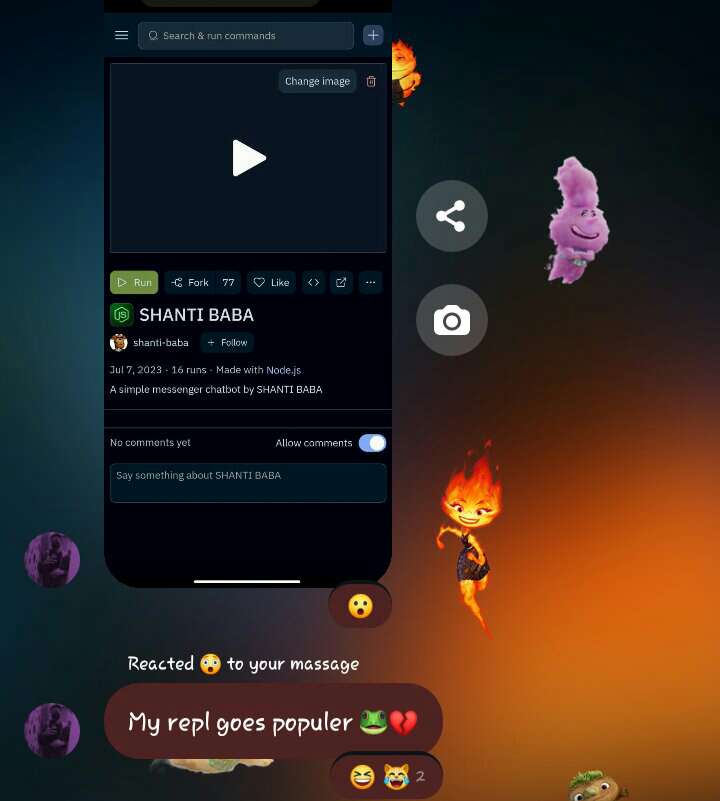 Search & run commands
Change image
Run Fork 77 Like
SHANTI BABA
shanti-baba + Follow
Jul 7, 2023 · 16 runs · Made with Node.js
A simple messenger chatbot by SHANTI BABA
No comments yet Allow comments
Say something about SHANTI BABA
😮
Reacted 😳 to your massage
My repl goes populer 🐸💔
😆 😹 2